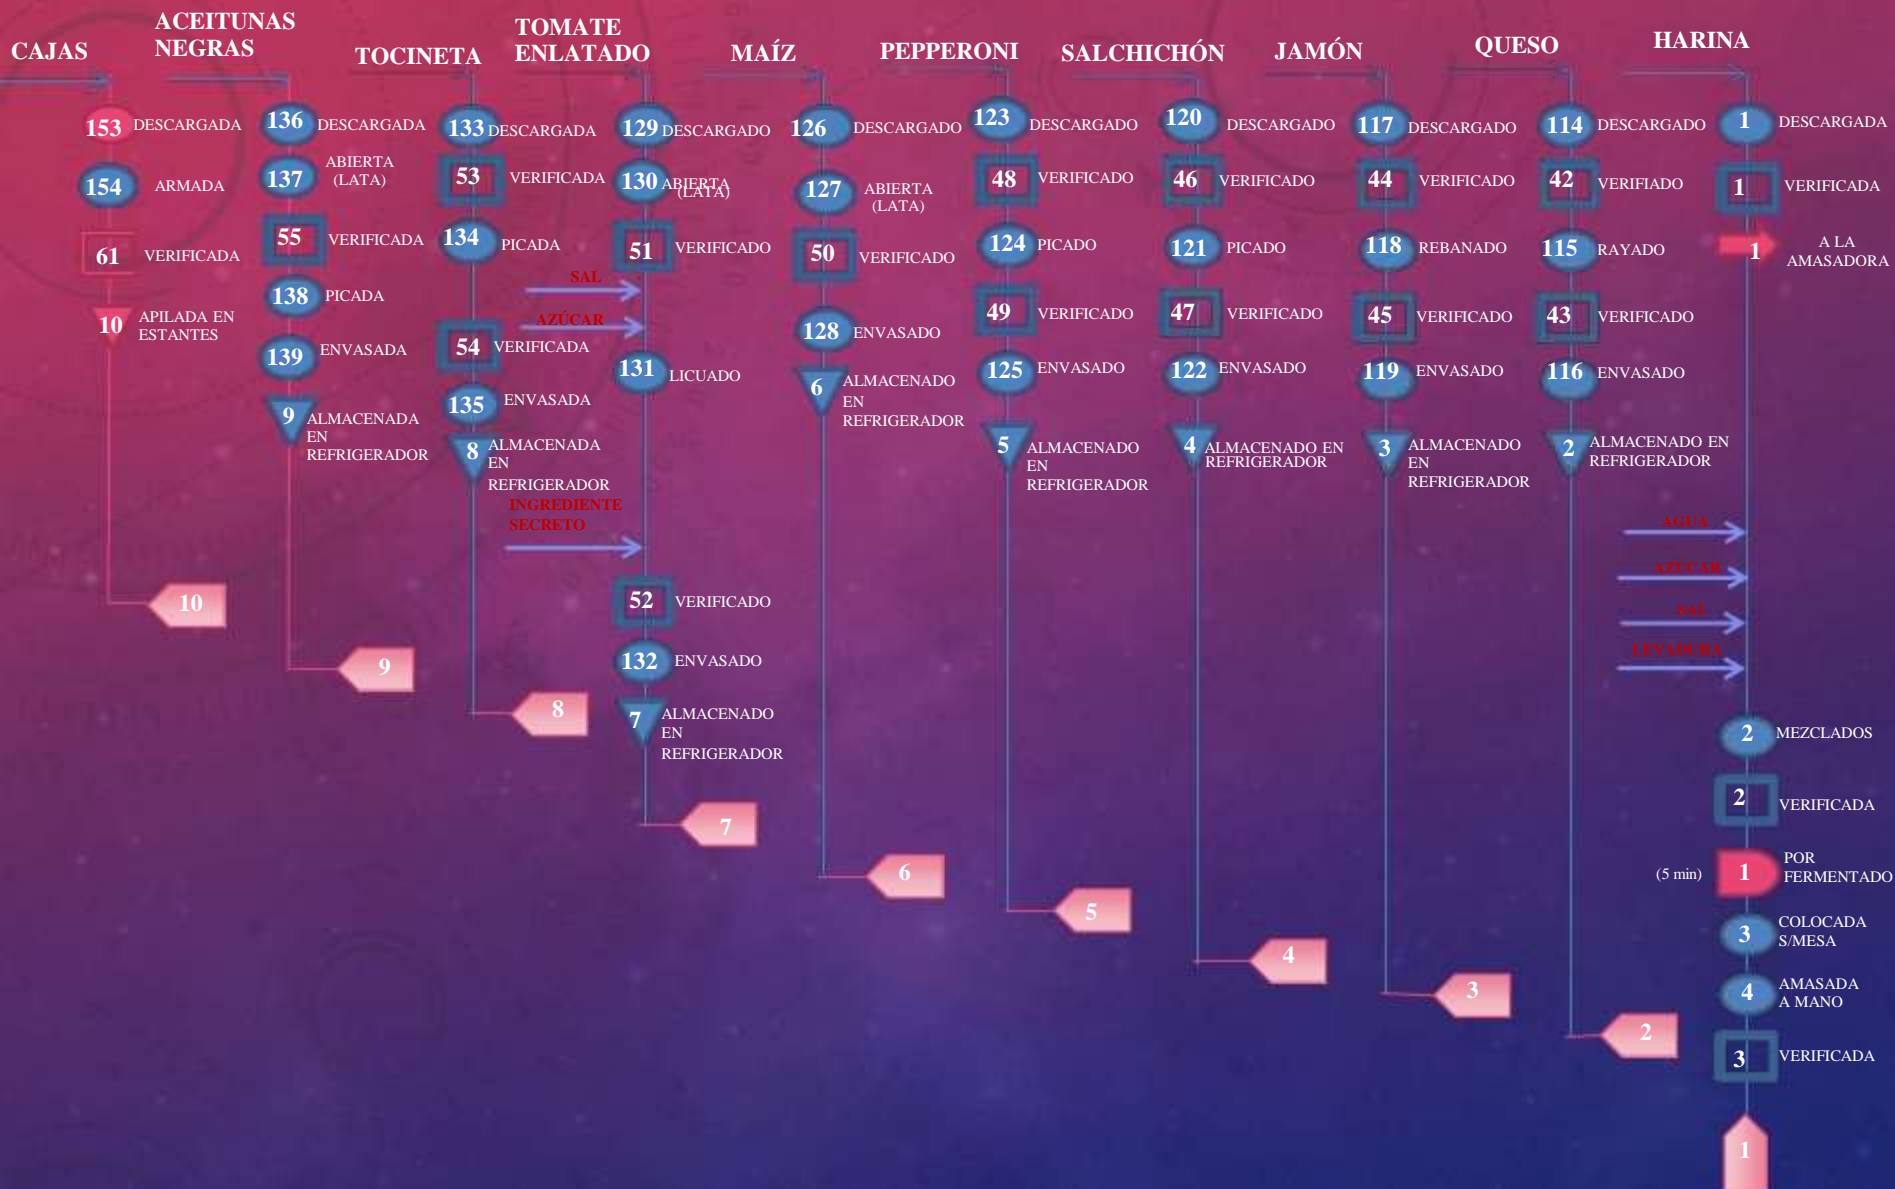 CAJAS
153 DESCARGADA
154 ARMADA
61 VERIFICADA
10 APILADA EN
ESTANTES
10
ACEITUNAS
NEGRAS
136 DESCARGADA
137 ABIERTA
(LATA)
55 VERIFICADA
138 PICADA
139 ENVASADA
9 ALMACENADA
EN
REFRIGERADOR
9
TOCINETA
133 DESCARGADA
53 VERIFICADA
134 PICADA
54 VERIFICADA
135 ENVASADA
8 ALMACENADA
EN
REFRIGERADOR
8
TOMATE
ENLATADO
129 DESCARGADO
130 ABIERTA
(LATA)
51 VERIFICADO
SAL
AZÚCAR
131 LICUADO
INGREDIENTE
SECRETO
52 VERIFICADO
132 ENVASADO
7 ALMACENADO
EN
REFRIGERADOR
7
MAÍZ
126 DESCARGADO
127 ABIERTA
(LATA)
50 VERIFICADO
128 ENVASADO
6 ALMACENADO
EN
REFRIGERADOR
6
PEPPERONI
123 DESCARGADO
48 VERIFICADO
124 PICADO
49 VERIFICADO
125 ENVASADO
5 ALMACENADO
EN
REFRIGERADOR
5
SALCHICHÓN
120 DESCARGADO
46 VERIFICADO
121 PICADO
47 VERIFICADO
122 ENVASADO
4 ALMACENADO EN
REFRIGERADOR
4
JAMÓN
117 DESCARGADO
44 VERIFICADO
118 REBANADO
45 VERIFICADO
119 ENVASADO
3 ALMACENADO
EN
REFRIGERADOR
3
QUESO
114 DESCARGADO
42 VERIFIADO
115 RAYADO
43 VERIFICADO
116 ENVASADO
2 ALMACENADO EN
REFRIGERADOR
2
HARINA
1 DESCARGADA
1 VERIFICADA
1 A LA
AMASADORA
AGUA
AZÚCAR
SAL
LEVADURA
2 MEZCLADOS
2 VERIFICADA
(5 min) 1 POR
FERMENTADO
3 COLOCADA
S/MESA
4 AMASADA
A MANO
3 VERIFICADA
1